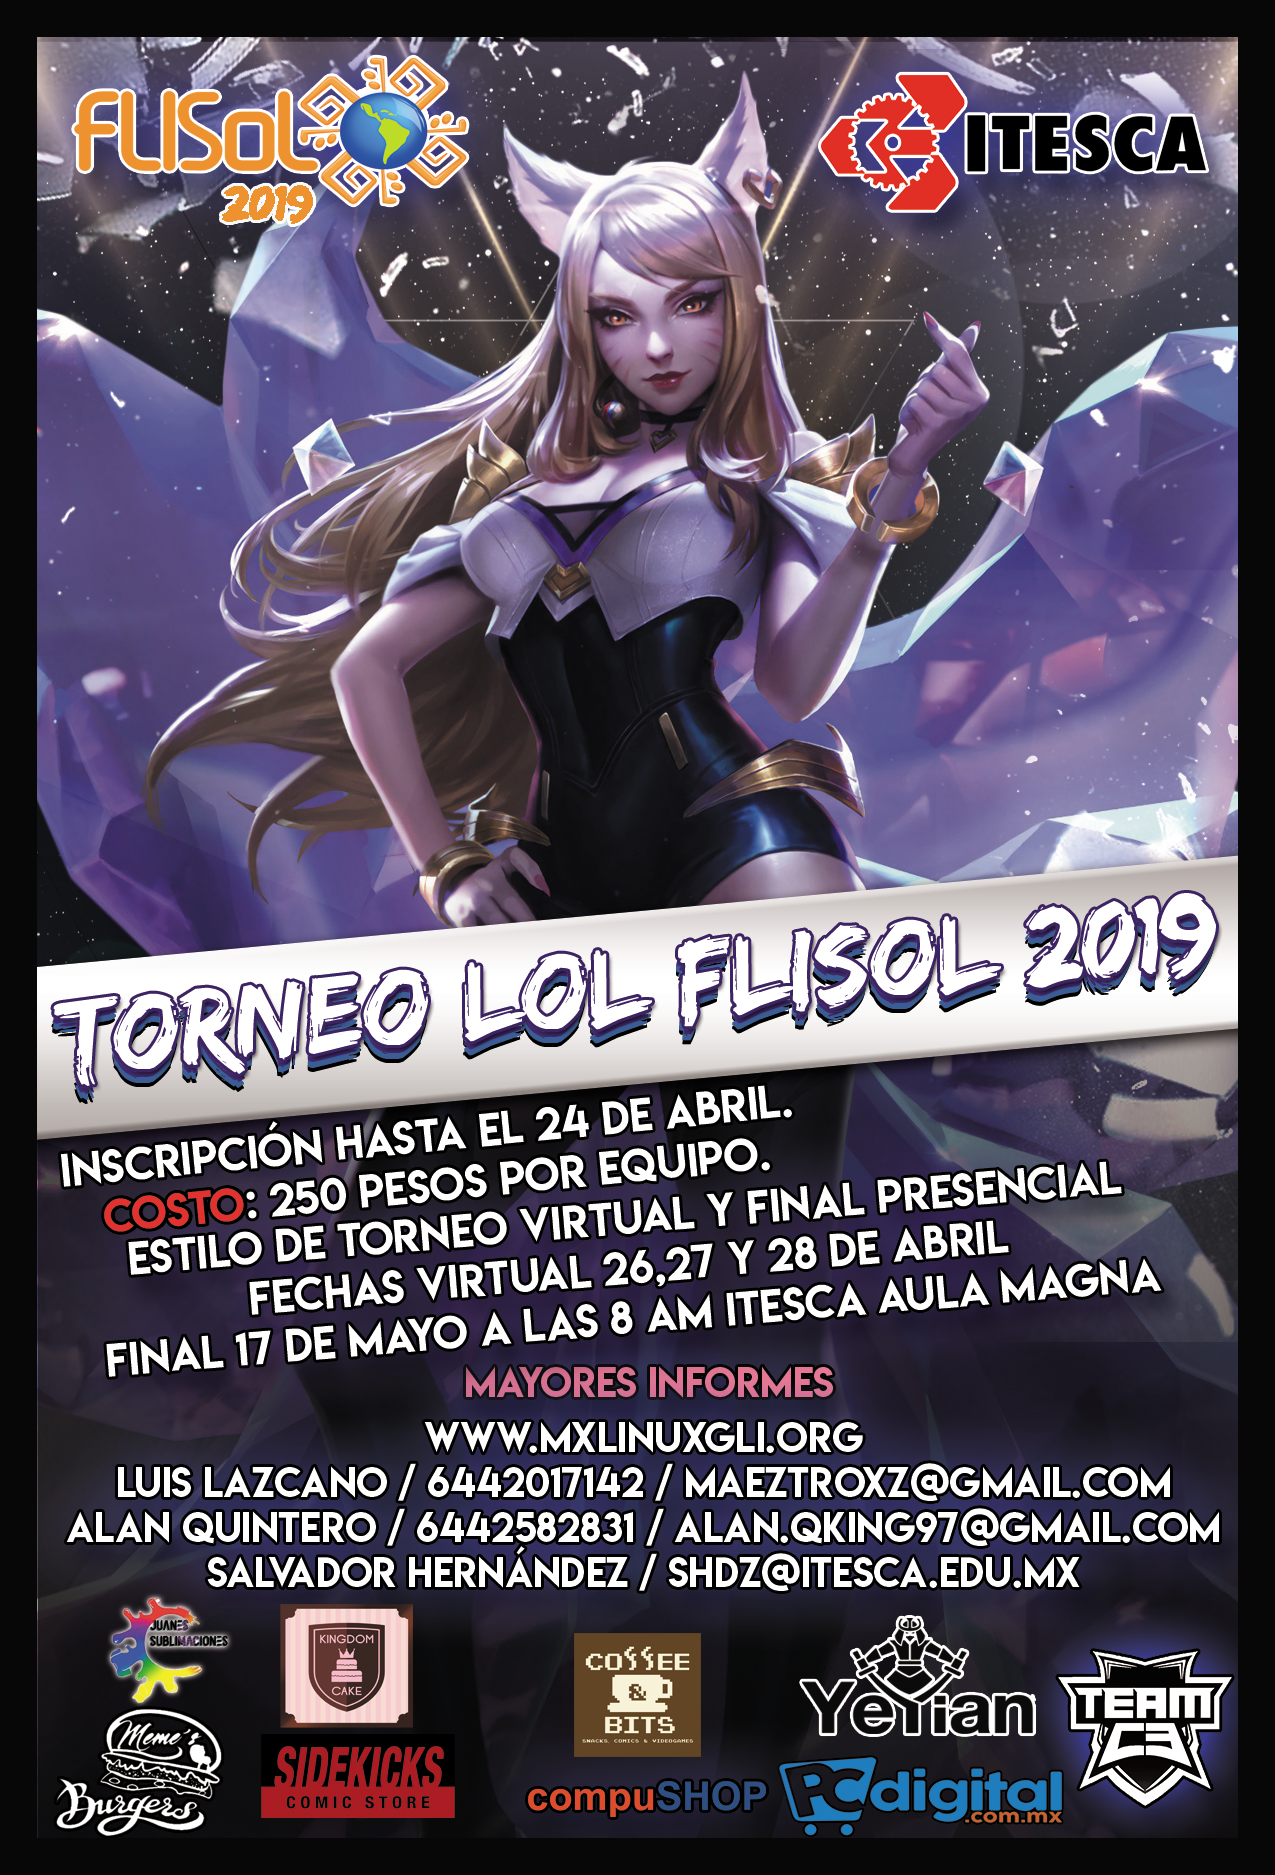 FLISoL
2019
ITESCA
TORNEO LOL FLISOL 2019
INSCRIPCIÓN HASTA EL 24 DE ABRIL.
COSTO: 250 PESOS POR EQUIPO.
ESTILO DE TORNEO VIRTUAL Y FINAL PRESENCIAL
FECHAS VIRTUAL 26,27 Y 28 DE ABRIL
FINAL 17 DE MAYO A LAS 8 AM ITESCA AULA MAGNA
MAYORES INFORMES
WWW.MXLINUXGLI.ORG
LUIS LAZCANO / 6442017142 / MAEZTROXZ@GMAIL.COM
ALAN QUINTERO / 6442582831 / ALAN.QKING97@GMAIL.COM
SALVADOR HERNÁNDEZ / SHDZ@ITESCA.EDU.MX
JUANES
SUBLIMACIONES
KINGDOM
CAKE
COFFEE
&
BITS
SNACKS, COMICS & VIDEOGAMES
YeYian
TEAM
C3
Meme's
Burgers
SIDEKICKS
COMIC STORE
compuSHOP
PCdigital
.com.mx